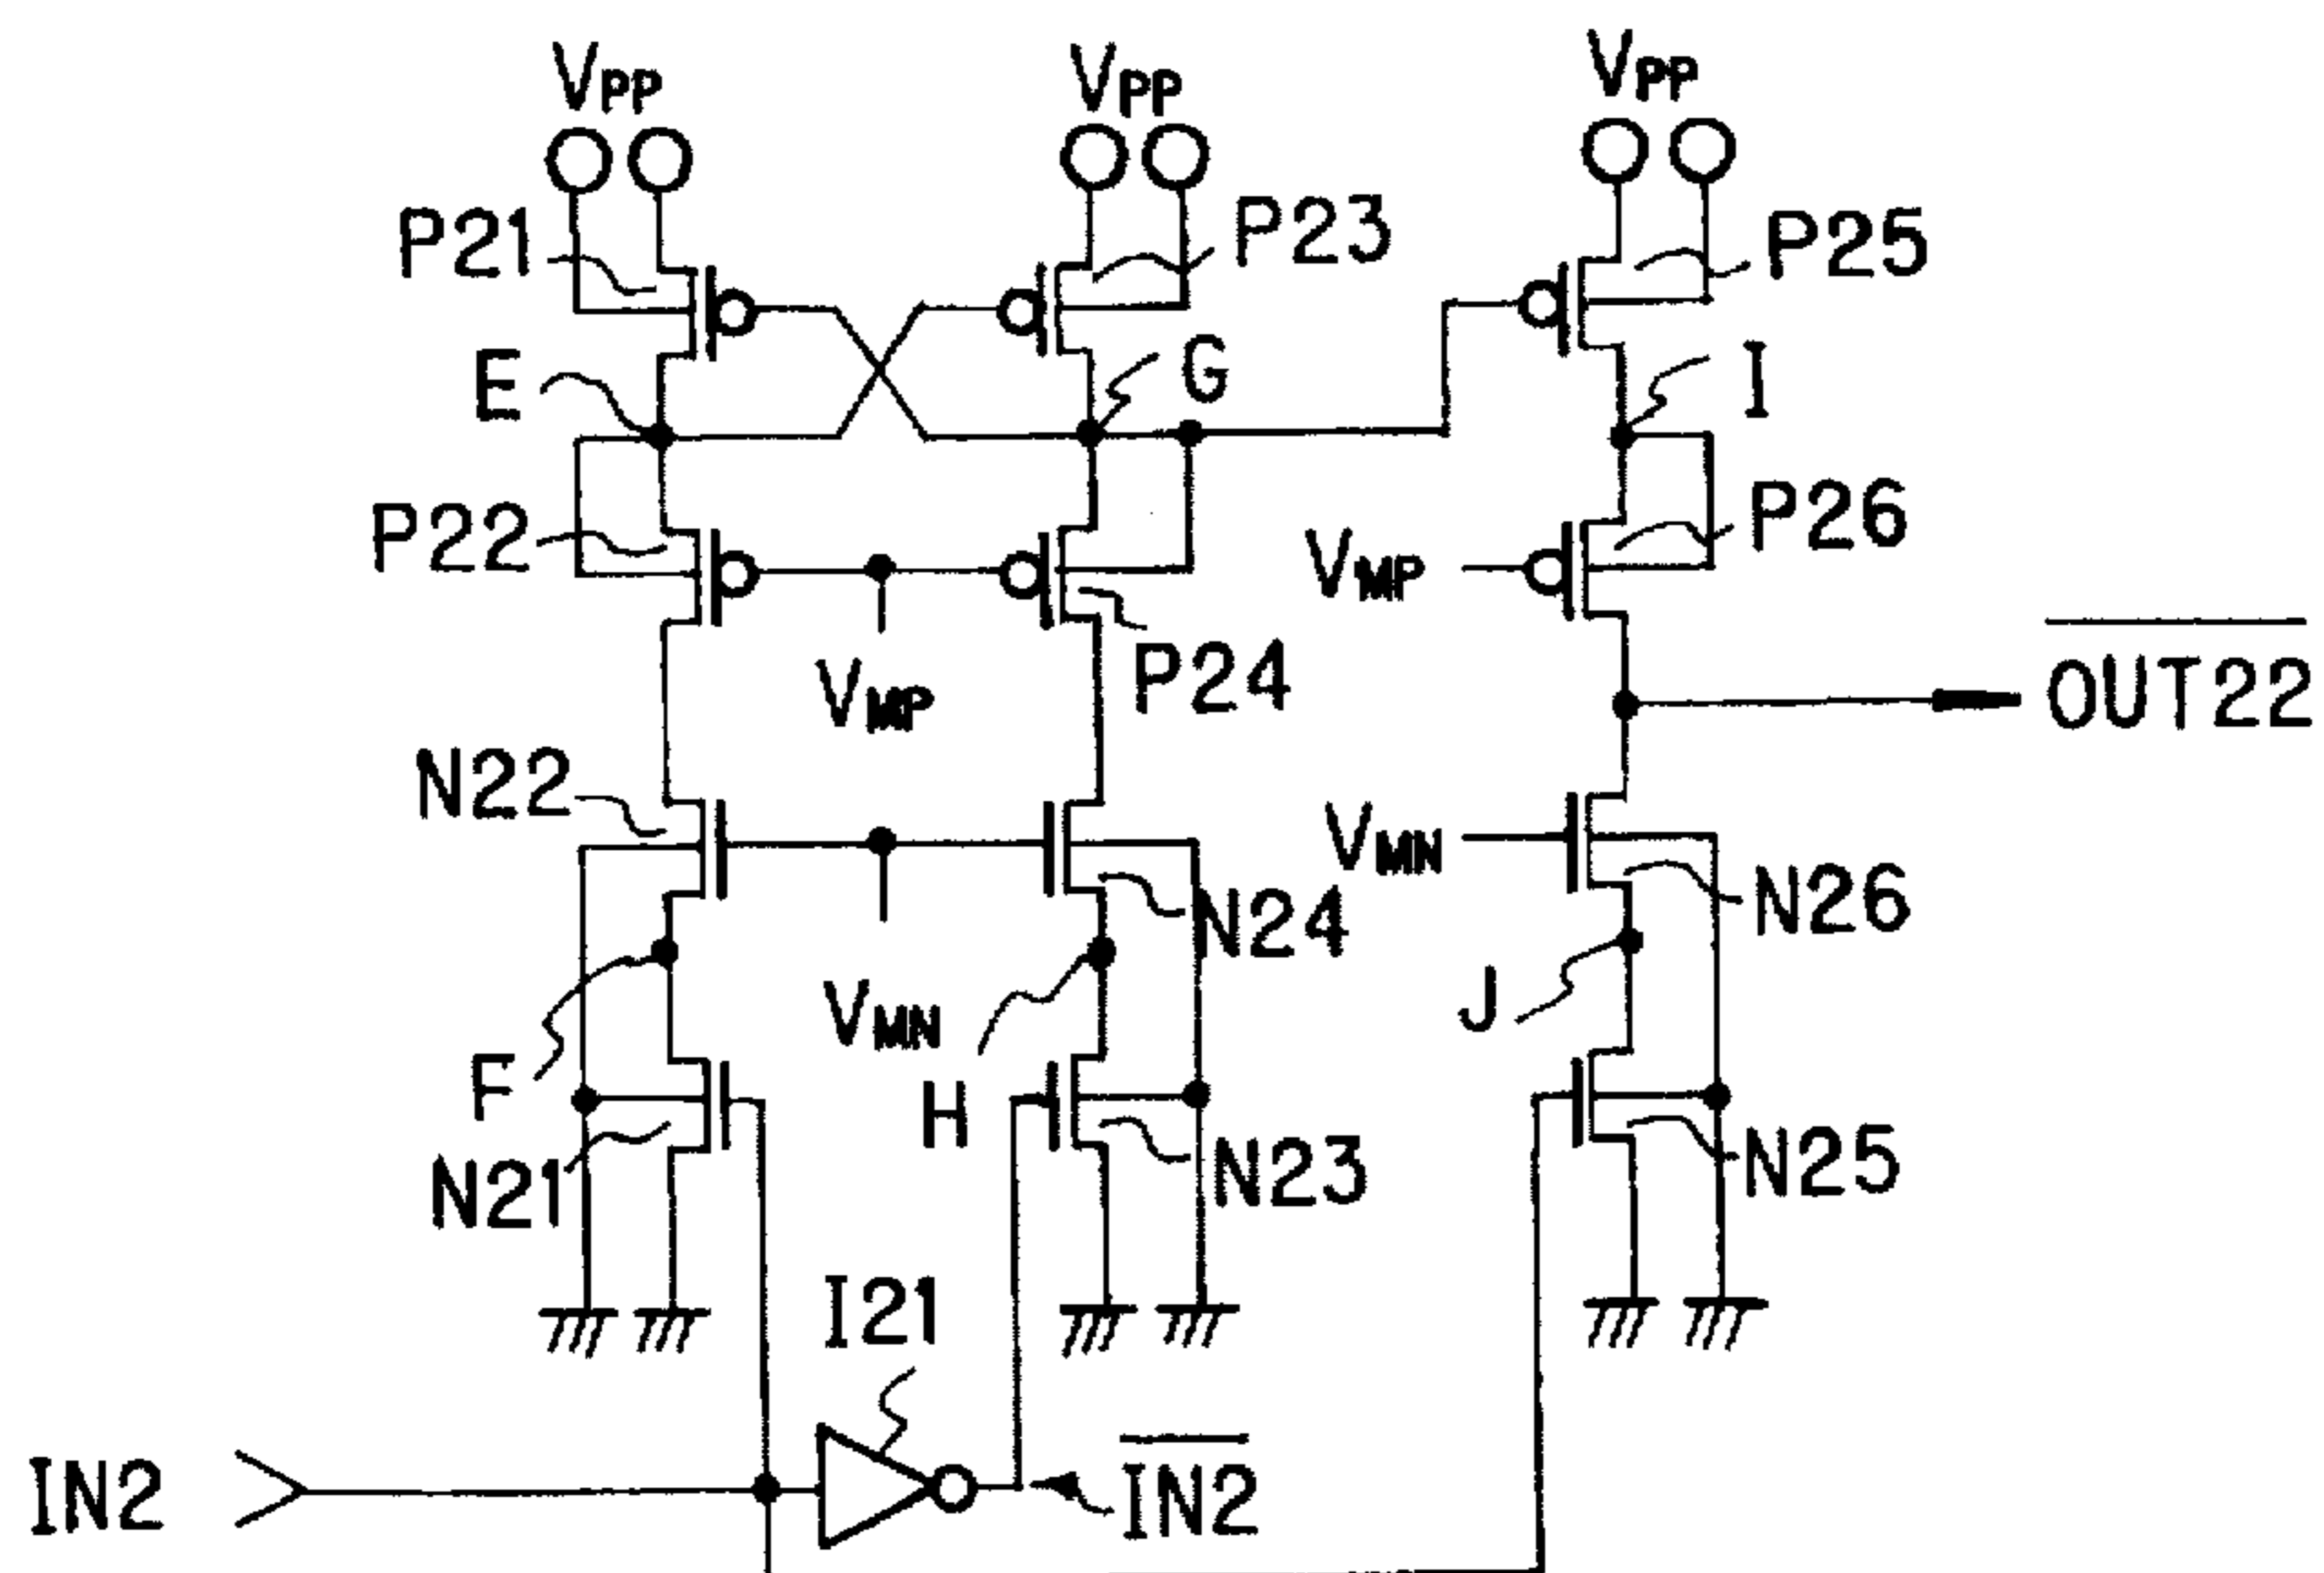 VPP VPP VPP
P21 P23 P25
E G I
P22 VMP P26
VMP P24 OUT22
N22 VMN
N24 N26
F VMN H J
N21 N23 N25
I21
IN2 IN2